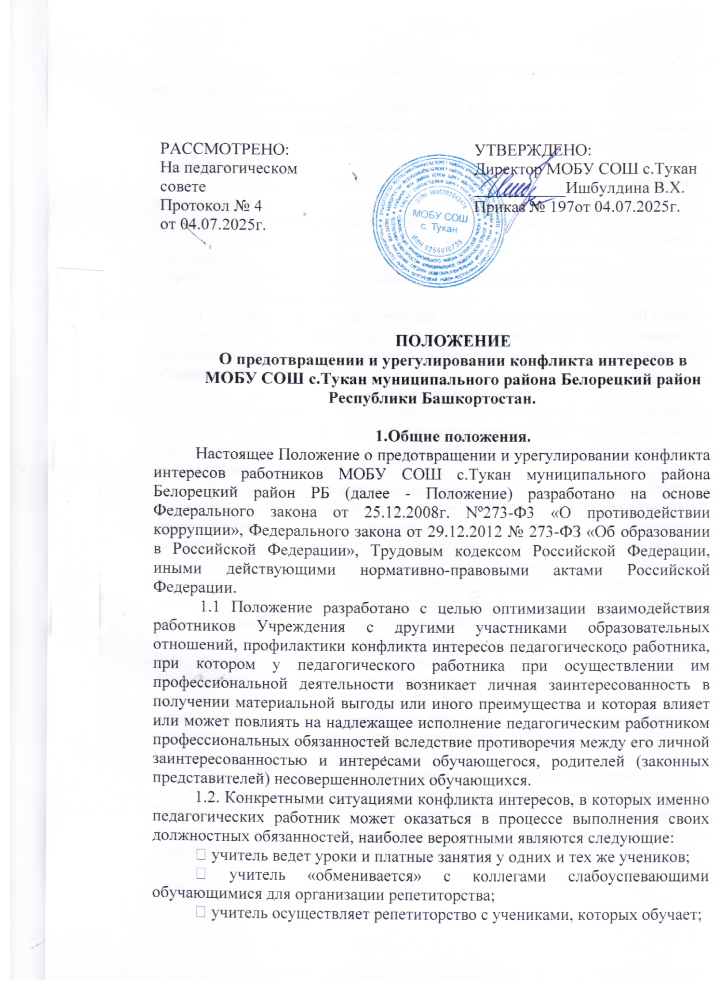 РАССМОТРЕНО:
На педагогическом
совете
Протокол № 4
от 04.07.2025г.
УТВЕРЖДЕНО:
Директор МОБУ СОШ с.Тукан
___________Ишбулдина В.Х.
Приказ № 197от 04.07.2025г.
ОГРН 1030202043475
МОБУ СОШ
с. Тукан
ИНН 0256010736
ПОЛОЖЕНИЕ
О предотвращении и урегулировании конфликта интересов в
МОБУ СОШ с.Тукан муниципального района Белорецкий район
Республики Башкортостан.
1.Общие положения.
Настоящее Положение о предотвращении и урегулировании конфликта
интересов работников МОБУ СОШ с.Тукан муниципального района
Белорецкий район РБ (далее - Положение) разработано на основе
Федерального закона от 25.12.2008г. №273-ФЗ «О противодействии
коррупции», Федерального закона от 29.12.2012 № 273-ФЗ «Об образовании
в Российской Федерации», Трудовым кодексом Российской Федерации,
иными действующими нормативно-правовыми актами Российской
Федерации.
1.1 Положение разработано с целью оптимизации взаимодействия
работников Учреждения с другими участниками образовательных
отношений, профилактики конфликта интересов педагогического работника,
при котором у педагогического работника при осуществлении им
профессиональной деятельности возникает личная заинтересованность в
получении материальной выгоды или иного преимущества и которая влияет
или может повлиять на надлежащее исполнение педагогическим работником
профессиональных обязанностей вследствие противоречия между его личной
заинтересованностью и интересами обучающегося, родителей (законных
представителей) несовершеннолетних обучающихся.
1.2. Конкретными ситуациями конфликта интересов, в которых именно
педагогических работник может оказаться в процессе выполнения своих
должностных обязанностей, наиболее вероятными являются следующие:
учитель ведет уроки и платные занятия у одних и тех же учеников;
учитель «обменивается» с коллегами слабоуспевающими
обучающимися для организации репетиторства;
учитель осуществляет репетиторство с учениками, которых обучает;